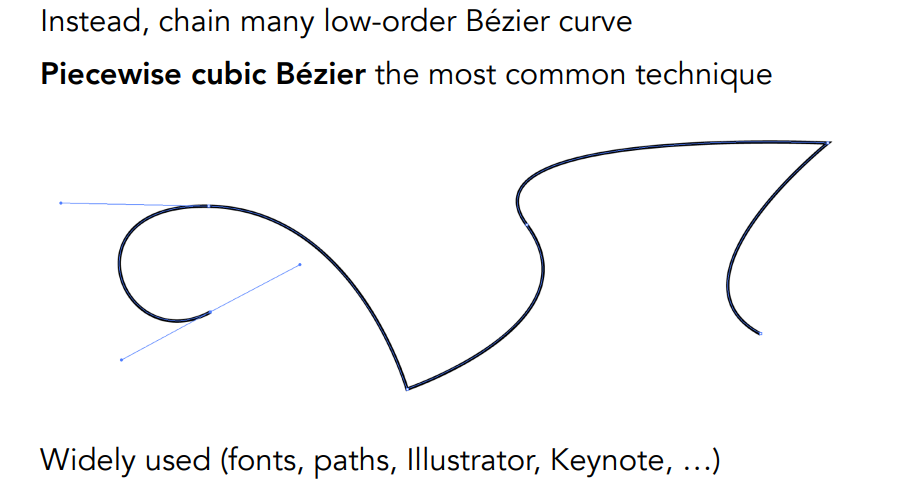 Instead, chain many low-order Bézier curve
Piecewise cubic Bézier the most common technique
Widely used (fonts, paths, Illustrator, Keynote, …)